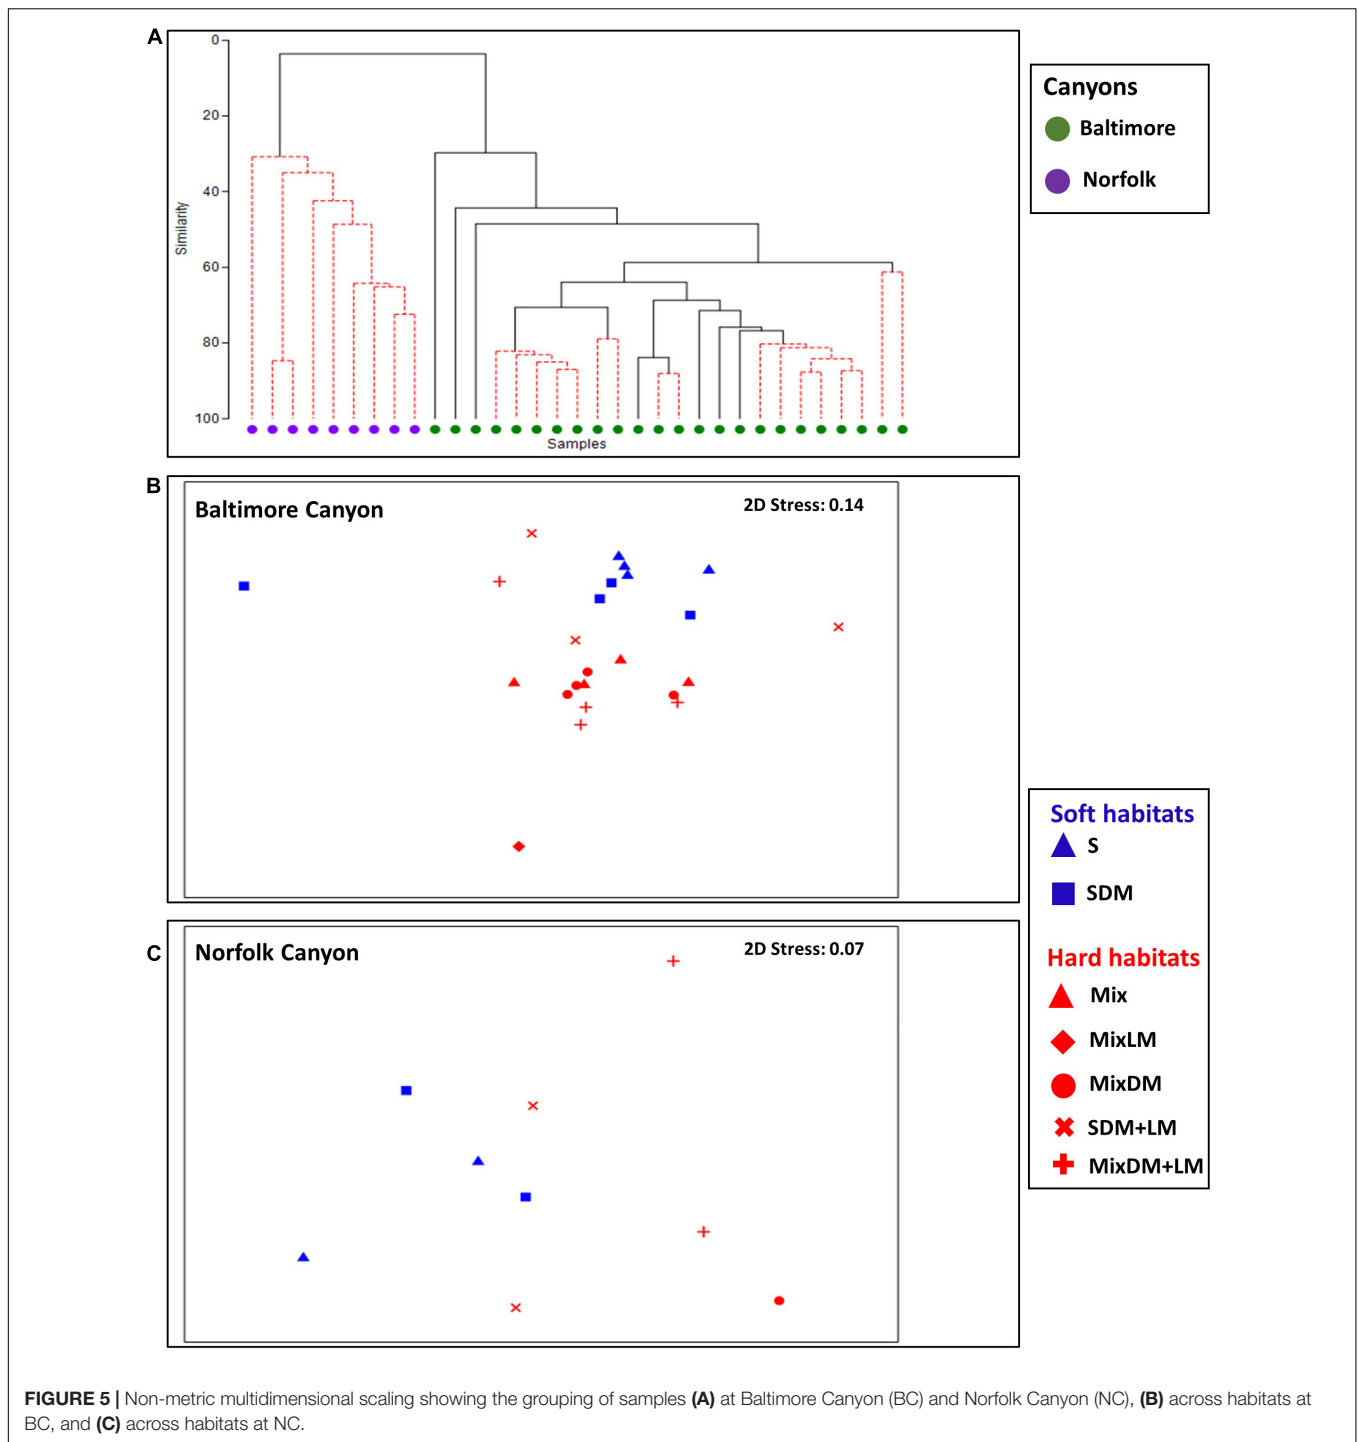 A
0
20
40
60
80
100
Similarity
Samples
Canyons
Baltimore
Norfolk
B
Baltimore Canyon
2D Stress: 0.14
C
Norfolk Canyon
2D Stress: 0.07
Soft habitats
S
SDM
Hard habitats
Mix
MixLM
MixDM
SDM+LM
MixDM+LM
FIGURE 5 | Non-metric multidimensional scaling showing the grouping of samples (A) at Baltimore Canyon (BC) and Norfolk Canyon (NC), (B) across habitats at
BC, and (C) across habitats at NC.